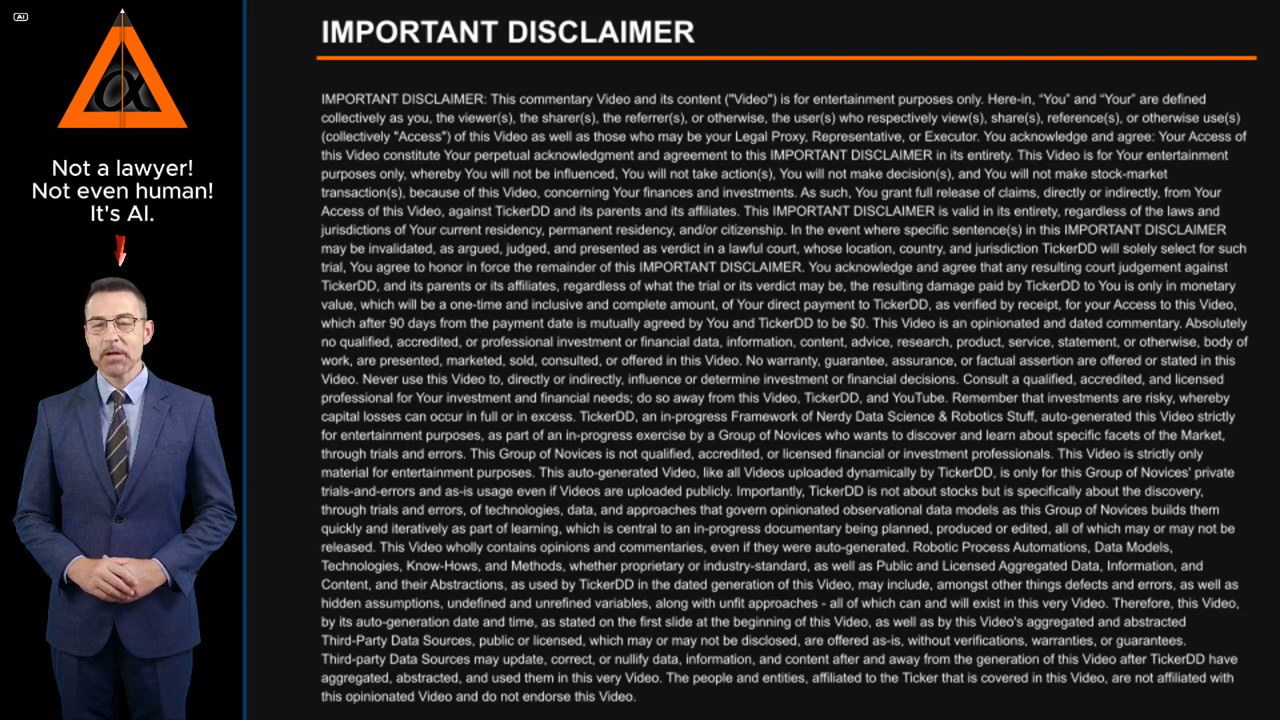 AI
α
Not a lawyer!
Not even human!
It's AI.
IMPORTANT DISCLAIMER
IMPORTANT DISCLAIMER: This commentary Video and its content ("Video") is for entertainment purposes only. Here-in, “You” and “Your” are defined
collectively as you, the viewer(s), the sharer(s), the referrer(s), or otherwise, the user(s) who respectively view(s), share(s), reference(s), or otherwise use(s)
(collectively "Access") of this Video as well as those who may be your Legal Proxy, Representative, or Executor. You acknowledge and agree: Your Access of
this Video constitute Your perpetual acknowledgment and agreement to this IMPORTANT DISCLAIMER in its entirety. This Video is for Your entertainment
purposes only, whereby You will not be influenced, You will not take action(s), You will not make decision(s), and You will not make stock-market
transaction(s), because of this Video, concerning Your finances and investments. As such, You grant full release of claims, directly or indirectly, from Your
Access of this Video, against TickerDD and its parents and its affiliates. This IMPORTANT DISCLAIMER is valid in its entirety, regardless of the laws and
jurisdictions of Your current residency, permanent residency, and/or citizenship. In the event where specific sentence(s) in this IMPORTANT DISCLAIMER
may be invalidated, as argued, judged, and presented as verdict in a lawful court, whose location, country, and jurisdiction TickerDD will solely select for such
trial, You agree to honor in force the remainder of this IMPORTANT DISCLAIMER. You acknowledge and agree that any resulting court judgement against
TickerDD, and its parents or its affiliates, regardless of what the trial or its verdict may be, the resulting damage paid by TickerDD to You is only in monetary
value, which will be a one-time and inclusive and complete amount, of Your direct payment to TickerDD, as verified by receipt, for your Access to this Video,
which after 90 days from the payment date is mutually agreed by You and TickerDD to be $0. This Video is an opinionated and dated commentary. Absolutely
no qualified, accredited, or professional investment or financial data, information, content, advice, research, product, service, statement, or otherwise, body of
work, are presented, marketed, sold, consulted, or offered in this Video. No warranty, guarantee, assurance, or factual assertion are offered or stated in this
Video. Never use this Video to, directly or indirectly, influence or determine investment or financial decisions. Consult a qualified, accredited, and licensed
professional for Your investment and financial needs; do so away from this Video, TickerDD, and YouTube. Remember that investments are risky, whereby
capital losses can occur in full or in excess. TickerDD, an in-progress Framework of Nerdy Data Science & Robotics Stuff, auto-generated this Video strictly
for entertainment purposes, as part of an in-progress exercise by a Group of Novices who wants to discover and learn about specific facets of the Market,
through trials and errors. This Group of Novices is not qualified, accredited, or licensed financial or investment professionals. This Video is strictly only
material for entertainment purposes. This auto-generated Video, like all Videos uploaded dynamically by TickerDD, is only for this Group of Novices' private
trials-and-errors and as-is usage even if Videos are uploaded publicly. Importantly, TickerDD is not about stocks but is specifically about the discovery,
through trials and errors, of technologies, data, and approaches that govern opinionated observational data models as this Group of Novices builds them
quickly and iteratively as part of learning, which is central to an in-progress documentary being planned, produced or edited, all of which may or may not be
released. This Video wholly contains opinions and commentaries, even if they were auto-generated. Robotic Process Automations, Data Models,
Technologies, Know-Hows, and Methods, whether proprietary or industry-standard, as well as Public and Licensed Aggregated Data, Information, and
Content, and their Abstractions, as used by TickerDD in the dated generation of this Video, may include, amongst other things defects and errors, as well as
hidden assumptions, undefined and unrefined variables, along with unfit approaches - all of which can and will exist in this very Video. Therefore, this Video,
by its auto-generation date and time, as stated on the first slide at the beginning of this Video, as well as by this Video's aggregated and abstracted
Third-Party Data Sources, public or licensed, which may or may not be disclosed, are offered as-is, without verifications, warranties, or guarantees.
Third-party Data Sources may update, correct, or nullify data, information, and content after and away from the generation of this Video after TickerDD have
aggregated, abstracted, and used them in this very Video. The people and entities, affiliated to the Ticker that is covered in this Video, are not affiliated with
this opinionated Video and do not endorse this Video.